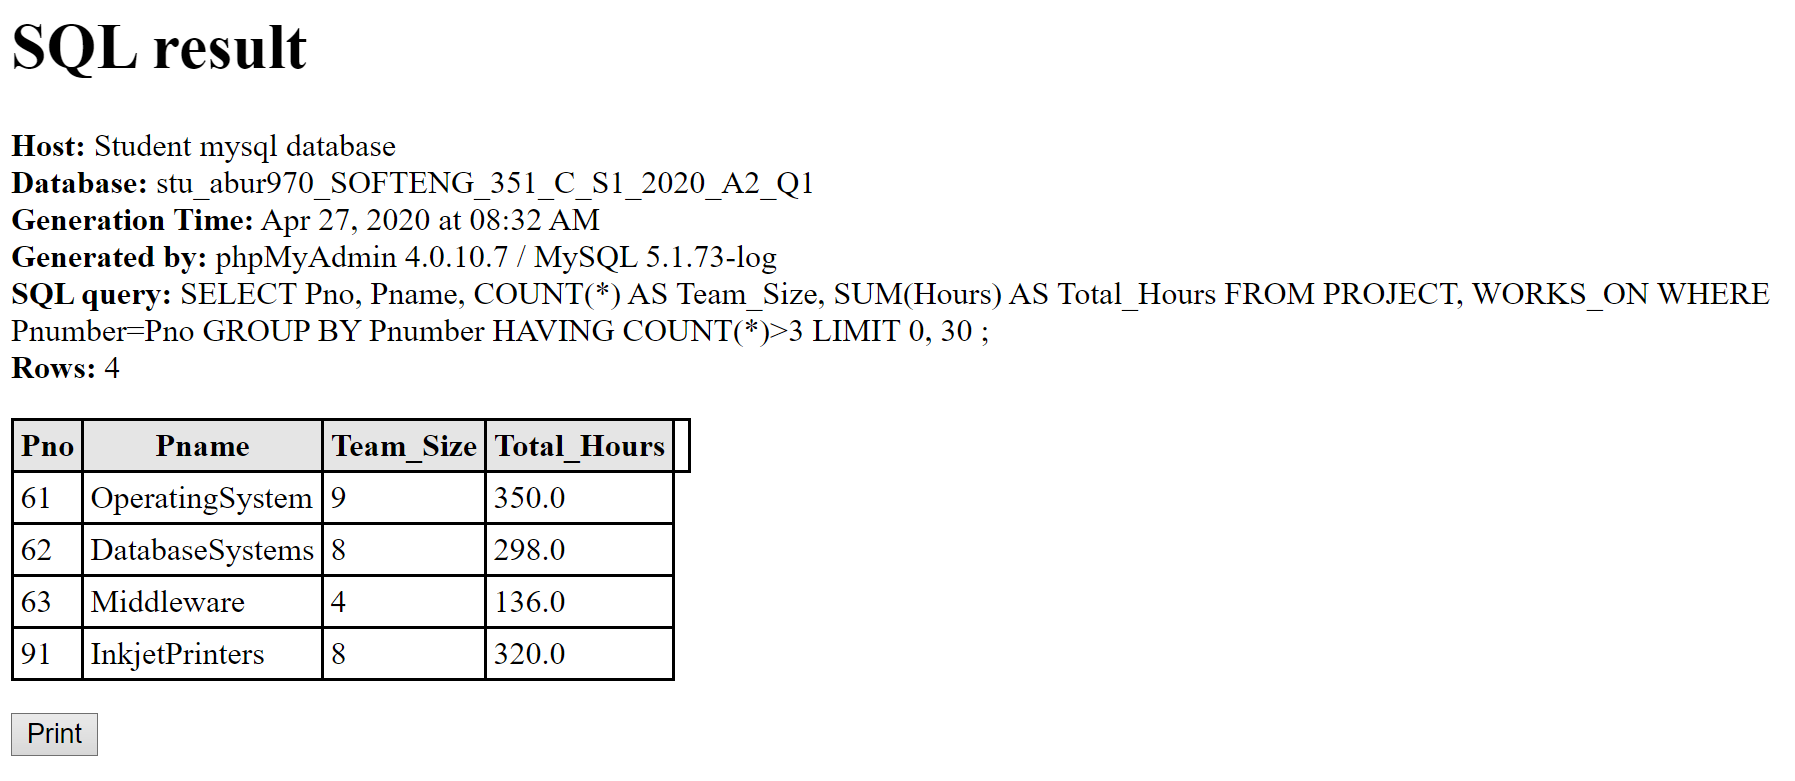 SQL result
Host: Student mysql database
Database: stu_abur970_SOFTENG_351_C_S1_2020_A2_Q1
Generation Time: Apr 27, 2020 at 08:32 AM
Generated by: phpMyAdmin 4.0.10.7 / MySQL 5.1.73-log
SQL query: SELECT Pno, Pname, COUNT(*) AS Team_Size, SUM(Hours) AS Total_Hours FROM PROJECT, WORKS_ON WHERE
Pnumber=Pno GROUP BY Pnumber HAVING COUNT(*)>3 LIMIT 0, 30 ;
Rows: 4
Pno Pname Team_Size Total_Hours
61 OperatingSystem 9 350.0
62 DatabaseSystems 8 298.0
63 Middleware 4 136.0
91 InkjetPrinters 8 320.0
Print